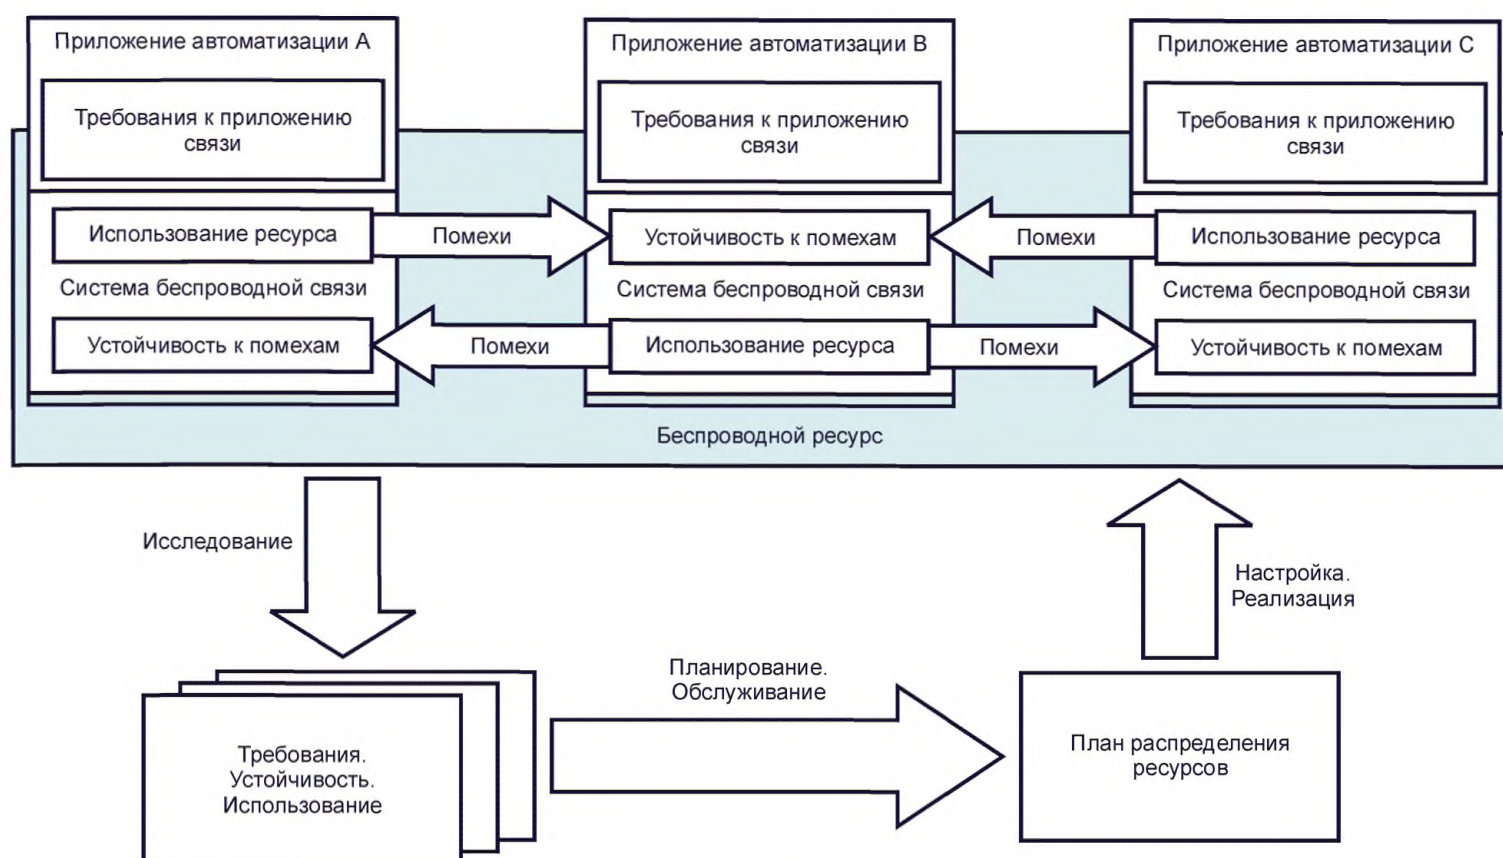 Приложение автоматизации A
Приложение автоматизации B
Приложение автоматизации C
Требования к приложению
связи
Требования к приложению
связи
Требования к приложению
связи
Использование ресурса
Помехи
Устойчивость к помехам
Помехи
Использование ресурса
Система беспроводной связи
Система беспроводной связи
Система беспроводной связи
Устойчивость к помехам
Помехи
Использование ресурса
Помехи
Устойчивость к помехам
Беспроводной ресурс
Исследование
Настройка.
Реализация
Планирование.
Обслуживание
Требования.
Устойчивость.
Использование
План распределения
ресурсов